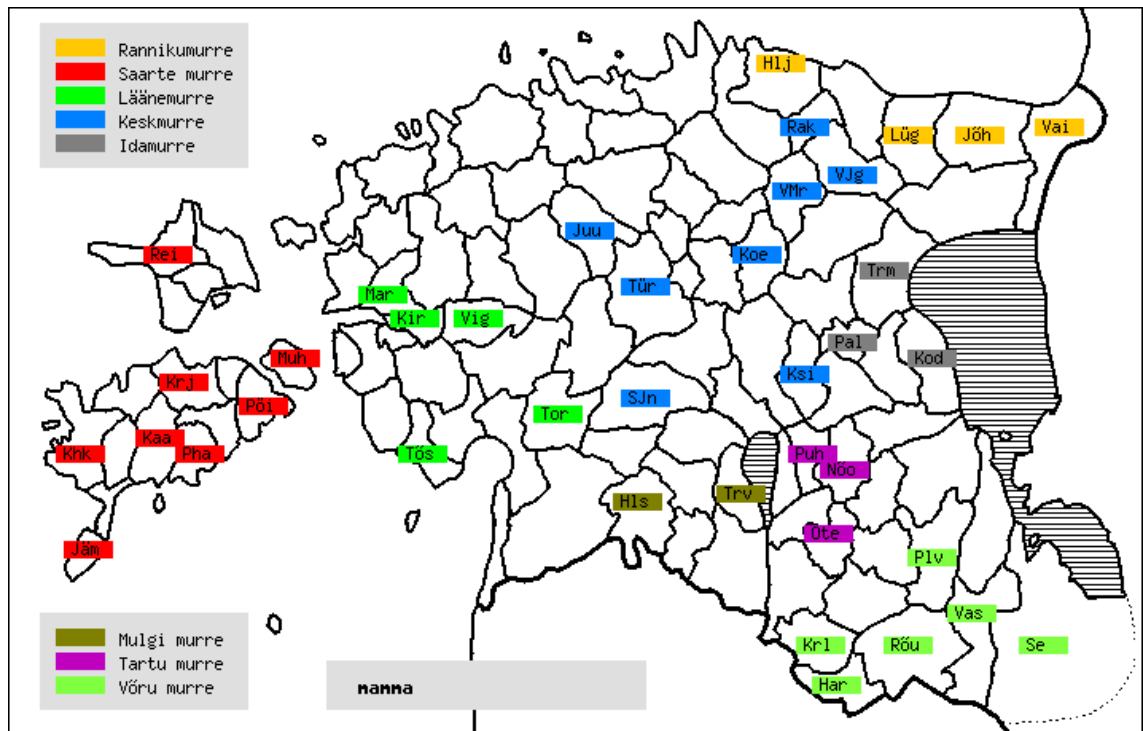 Rannikumurre
Saarte murre
Läänemurre
Keskmurre
Idamurre
Hlj
Rak
Lüg
Jõh
Vai
VJg
VMr
Juu
Koe
Rei
Trm
Tür
Mar
Kir
Vig
Pal
Muh
Kod
Krj
Ksi
Pöi
SJn
Tor
Kaa
Khk
Pha
Tõs
Puh
Nõo
Trv
Hls
Ote
Jäm
Plv
Vas
Krl
Rõu
Se
Har
Mulgi murre
Tartu murre
Võru murre
mamma